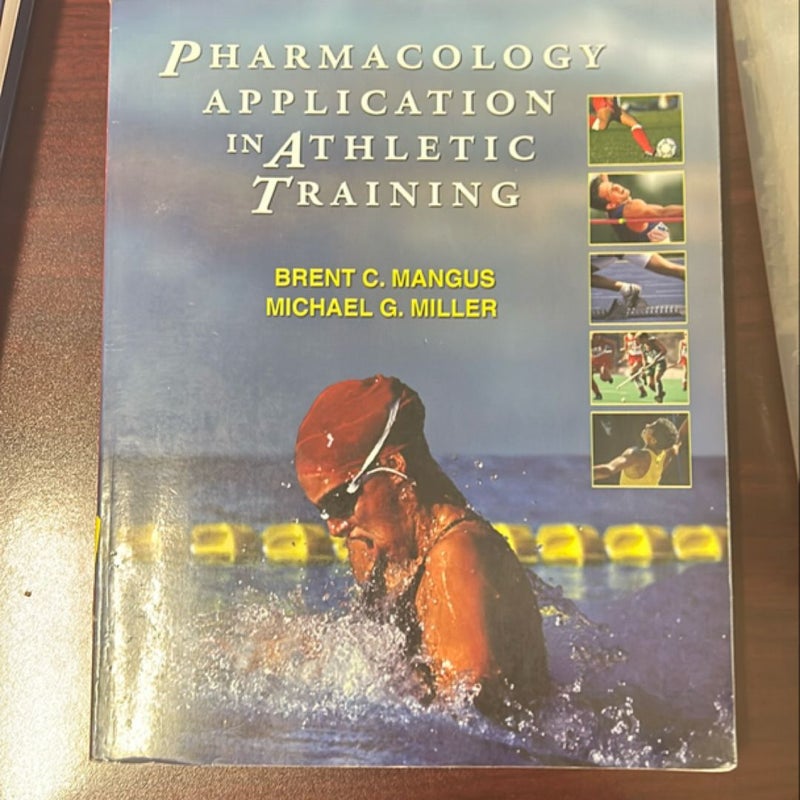 PHARMACOLOGY
APPLICATION
IN ATHLETIC
TRAINING
BRENT C. MANGUS
MICHAEL G. MILLER